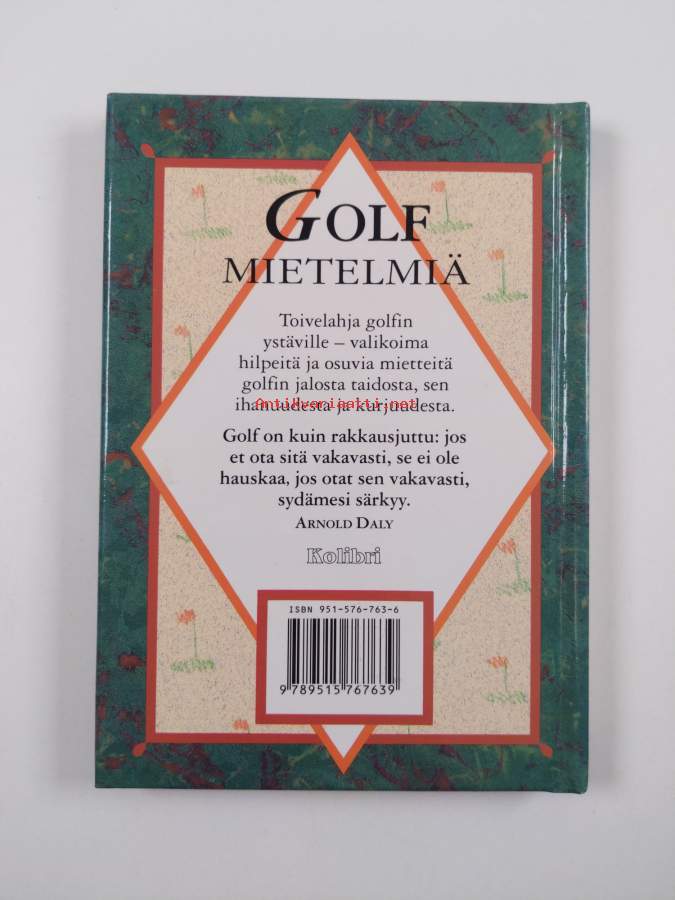 GOLF
MIETELMIÄ
Toivelahja golfin
ystäville – valikoima
hilpeitä ja osuvia mietteitä
golfin jalosta taidosta, sen
ihanuudesta ja kurjuudesta.
Antikvariaatti.net
Golf on kuin rakkausjuttu: jos
et ota sitä vakavasti, se ei ole
hauskaa, jos otat sen vakavasti,
sydämesi särkyy.
ARNOLD DALY
Kolibri
ISBN 951-576-763-6
9 789515 767639